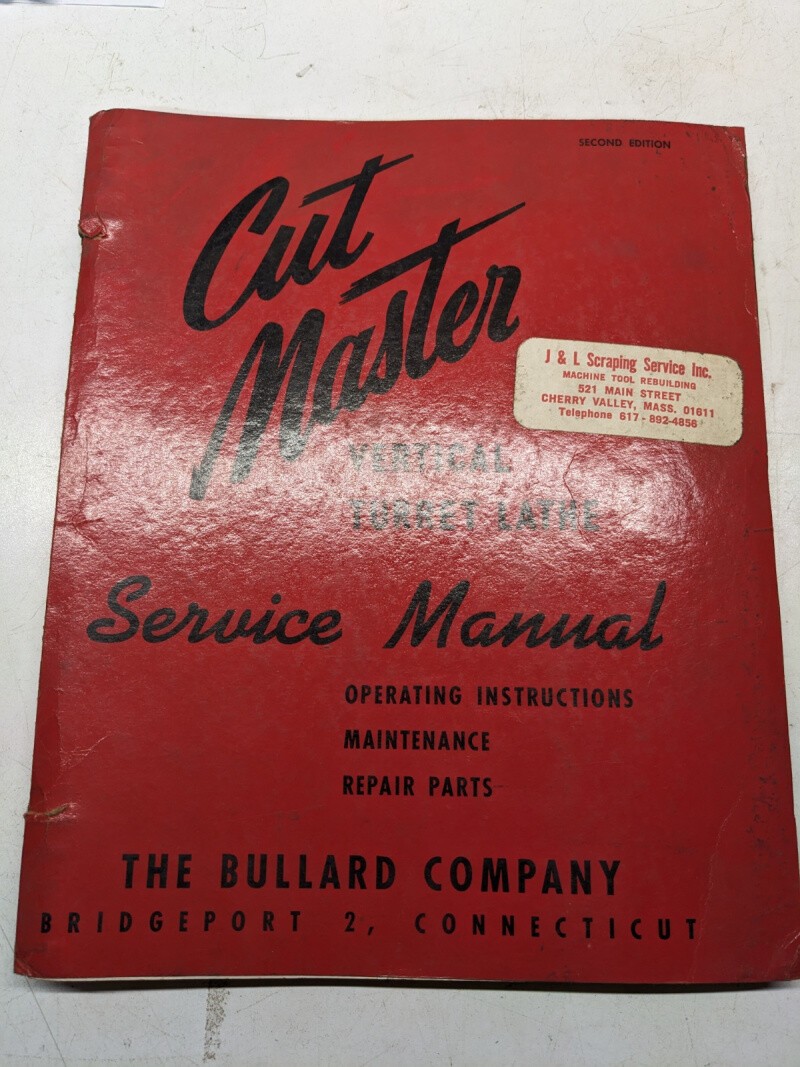 SECOND EDITION
Cut
Master
J & L Scraping Service Inc.
MACHINE TOOL REBUILDING
521 MAIN STREET
CHERRY VALLEY, MASS. 01611
Telephone 617-892-4856
VERTICAL
TURRET LATHE
Service Manual
OPERATING INSTRUCTIONS
MAINTENANCE
REPAIR PARTS
THE BULLARD COMPANY
BRIDGEPORT 2, CONNECTICUT